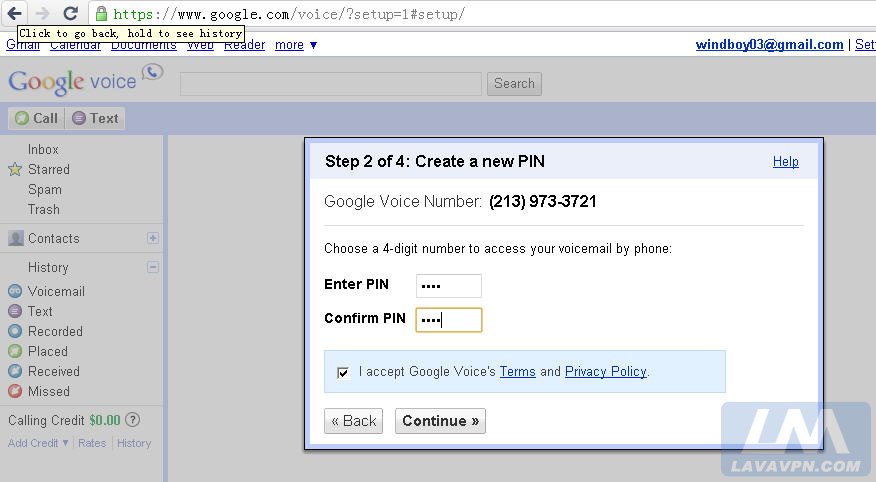 https://www.google.com/voice/?setup=1#setup/
Click to go back, hold to see history
Gmail Calendar Documents Web Reader more ▼ windboy03@gmail.com | Sett
Google voice Search
Call Text
Inbox
Starred
Spam
Trash
Contacts
History
Voicemail
Text
Recorded
Placed
Received
Missed
Calling Credit $0.00 ?
Add Credit ▼ | Rates | History
Step 2 of 4: Create a new PIN Help
Google Voice Number: (213) 973-3721
Choose a 4-digit number to access your voicemail by phone:
Enter PIN ••••
Confirm PIN ••••
I accept Google Voice's Terms and Privacy Policy.
« Back Continue »
LM
LAVAVPN.COM